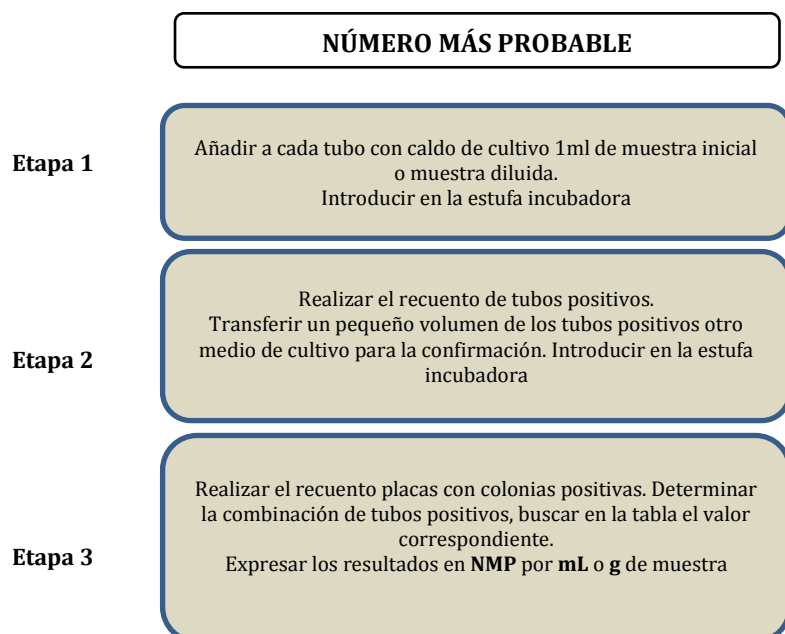 NÚMERO MÁS PROBABLE
Etapa 1
Añadir a cada tubo con caldo de cultivo 1ml de muestra inicial
o muestra diluida.
Introducir en la estufa incubadora
Etapa 2
Realizar el recuento de tubos positivos.
Transferir un pequeño volumen de los tubos positivos otro
medio de cultivo para la confirmación. Introducir en la estufa
incubadora
Etapa 3
Realizar el recuento placas con colonias positivas. Determinar
la combinación de tubos positivos, buscar en la tabla el valor
correspondiente.
Expresar los resultados en NMP por mL o g de muestra